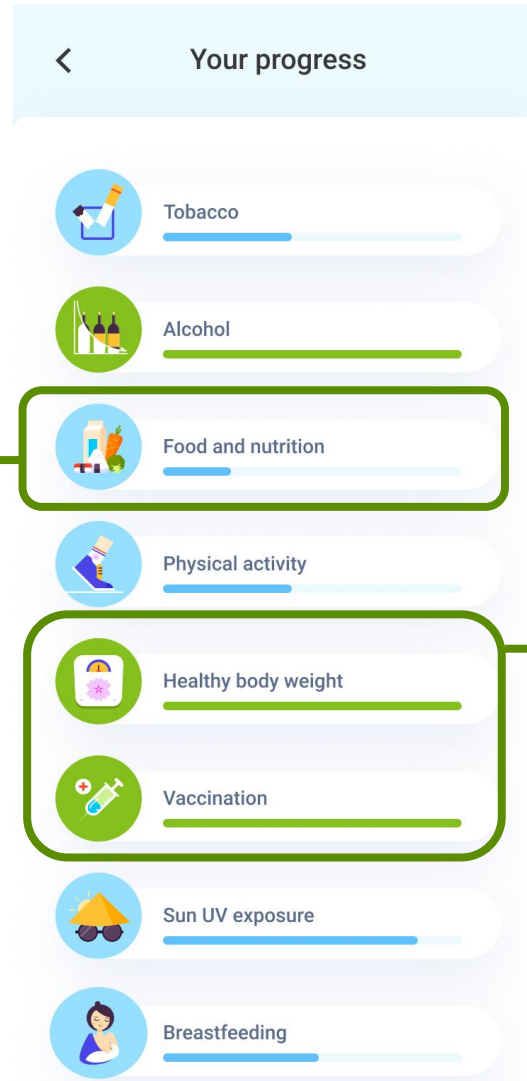 Your progress
Tobacco
Alcohol
Food and nutrition
Physical activity
Healthy body weight
Vaccination
Sun UV exposure
Breastfeeding